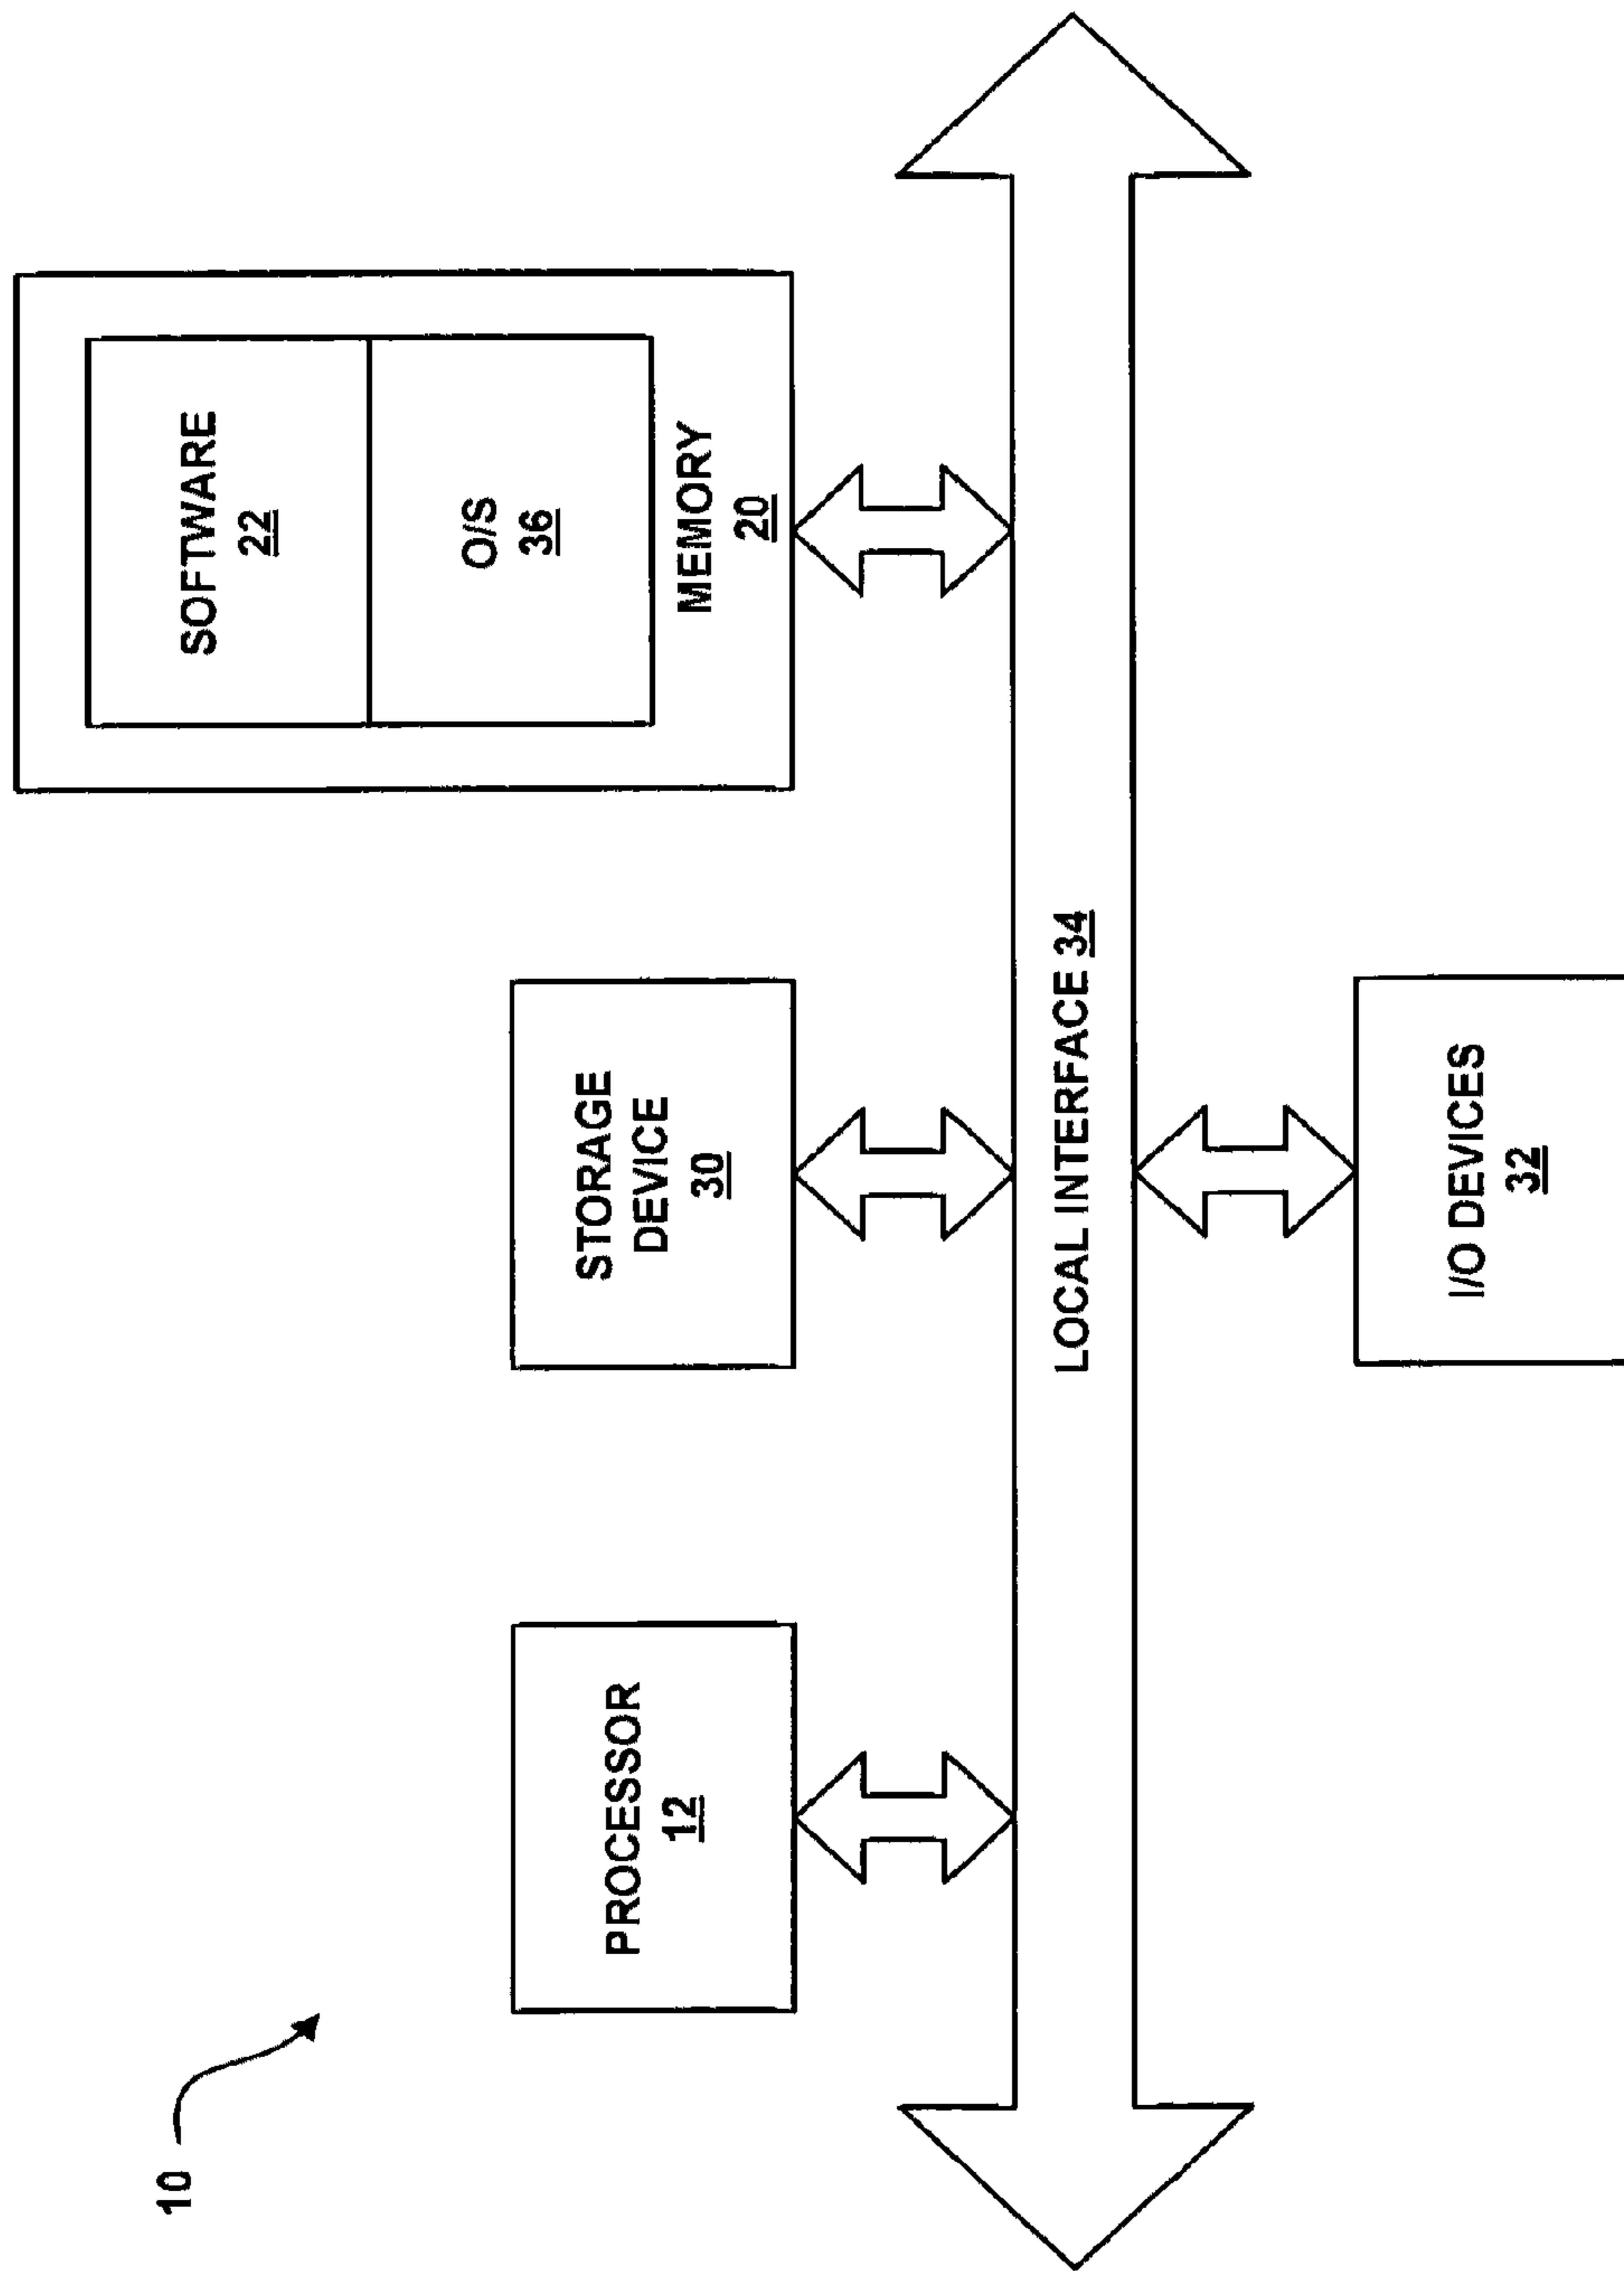 10
PROCESSOR
12
STORAGE
DEVICE
30
SOFTWARE
22
O/S
36
MEMORY
20
LOCAL INTERFACE 34
I/O DEVICES
32